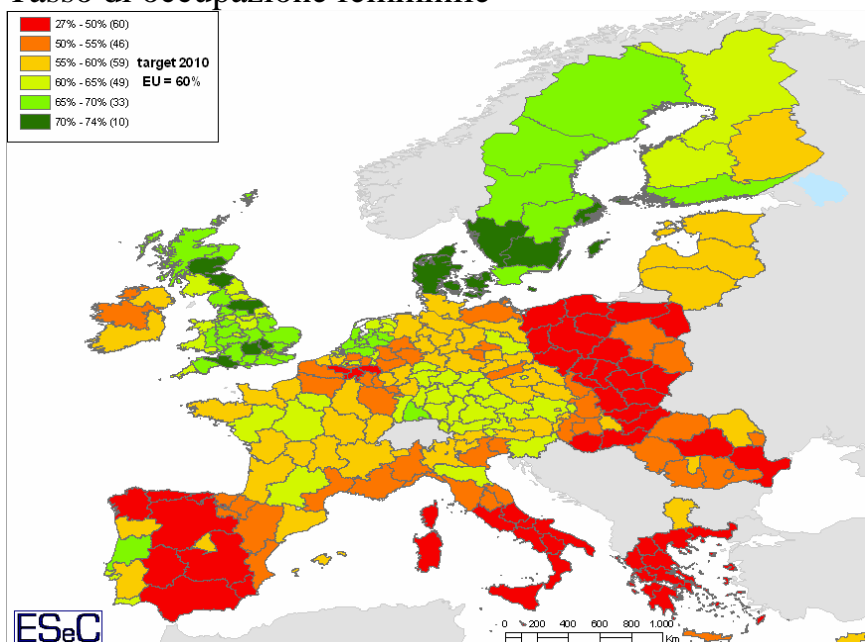 Tasso di occupazione femminile
27% - 50% (60)
50% - 55% (46)
55% - 60% (59) target 2010
60% - 65% (49) EU = 60%
65% - 70% (33)
70% - 74% (10)
ESeC
0 200 400 600 800 1.000
Km